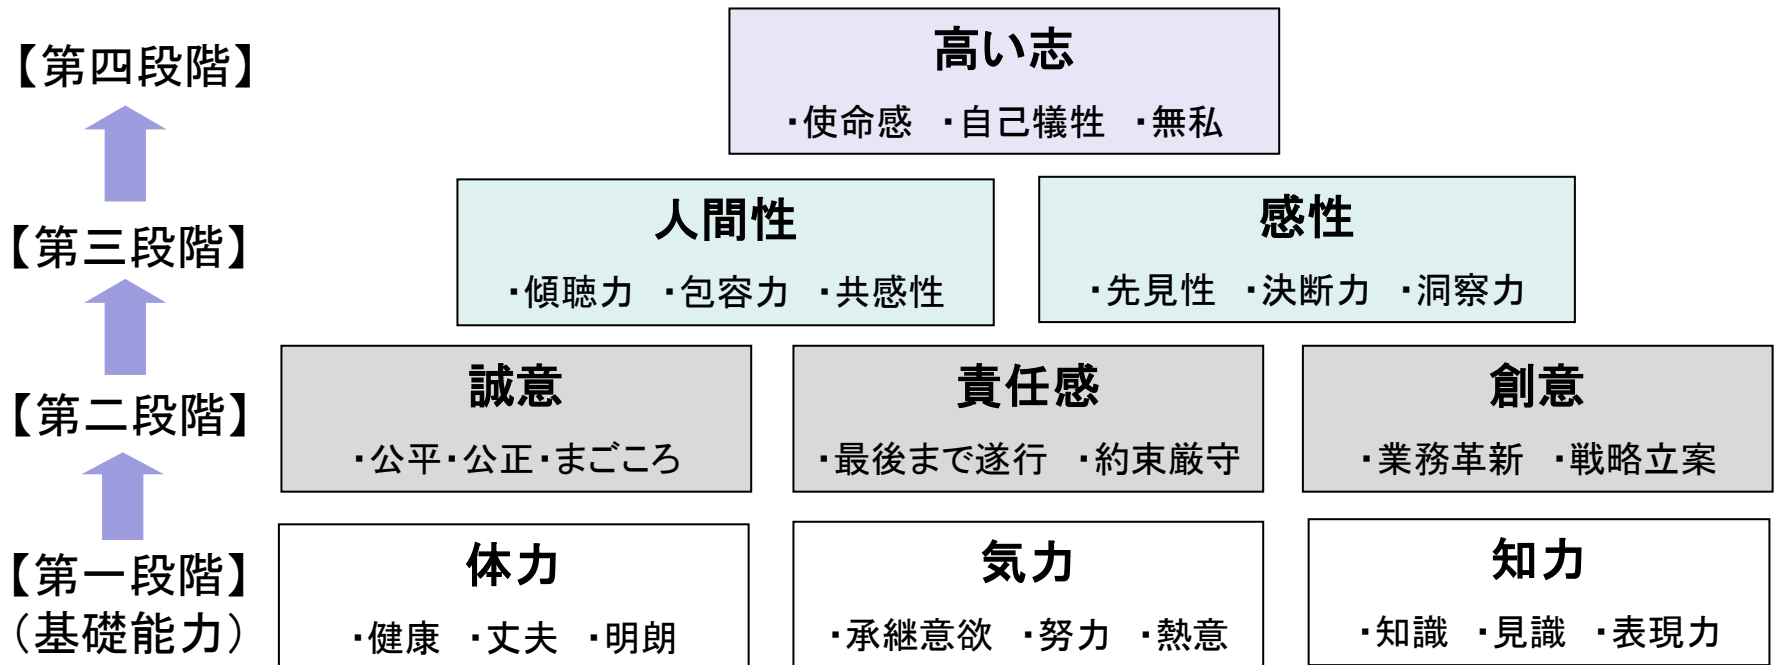 【第四段階】
高い志
・使命感 ・自己犠牲 ・無私
【第三段階】
人間性
・傾聴力 ・包容力 ・共感性
感性
・先見性 ・決断力 ・洞察力
【第二段階】
誠意
・公平・公正・まごころ
責任感
・最後まで遂行 ・約束厳守
創意
・業務革新 ・戦略立案
【第一段階】
（基礎能力）
体力
・健康 ・丈夫 ・明朗
気力
・承継意欲 ・努力 ・熱意
知力
・知識 ・見識 ・表現力